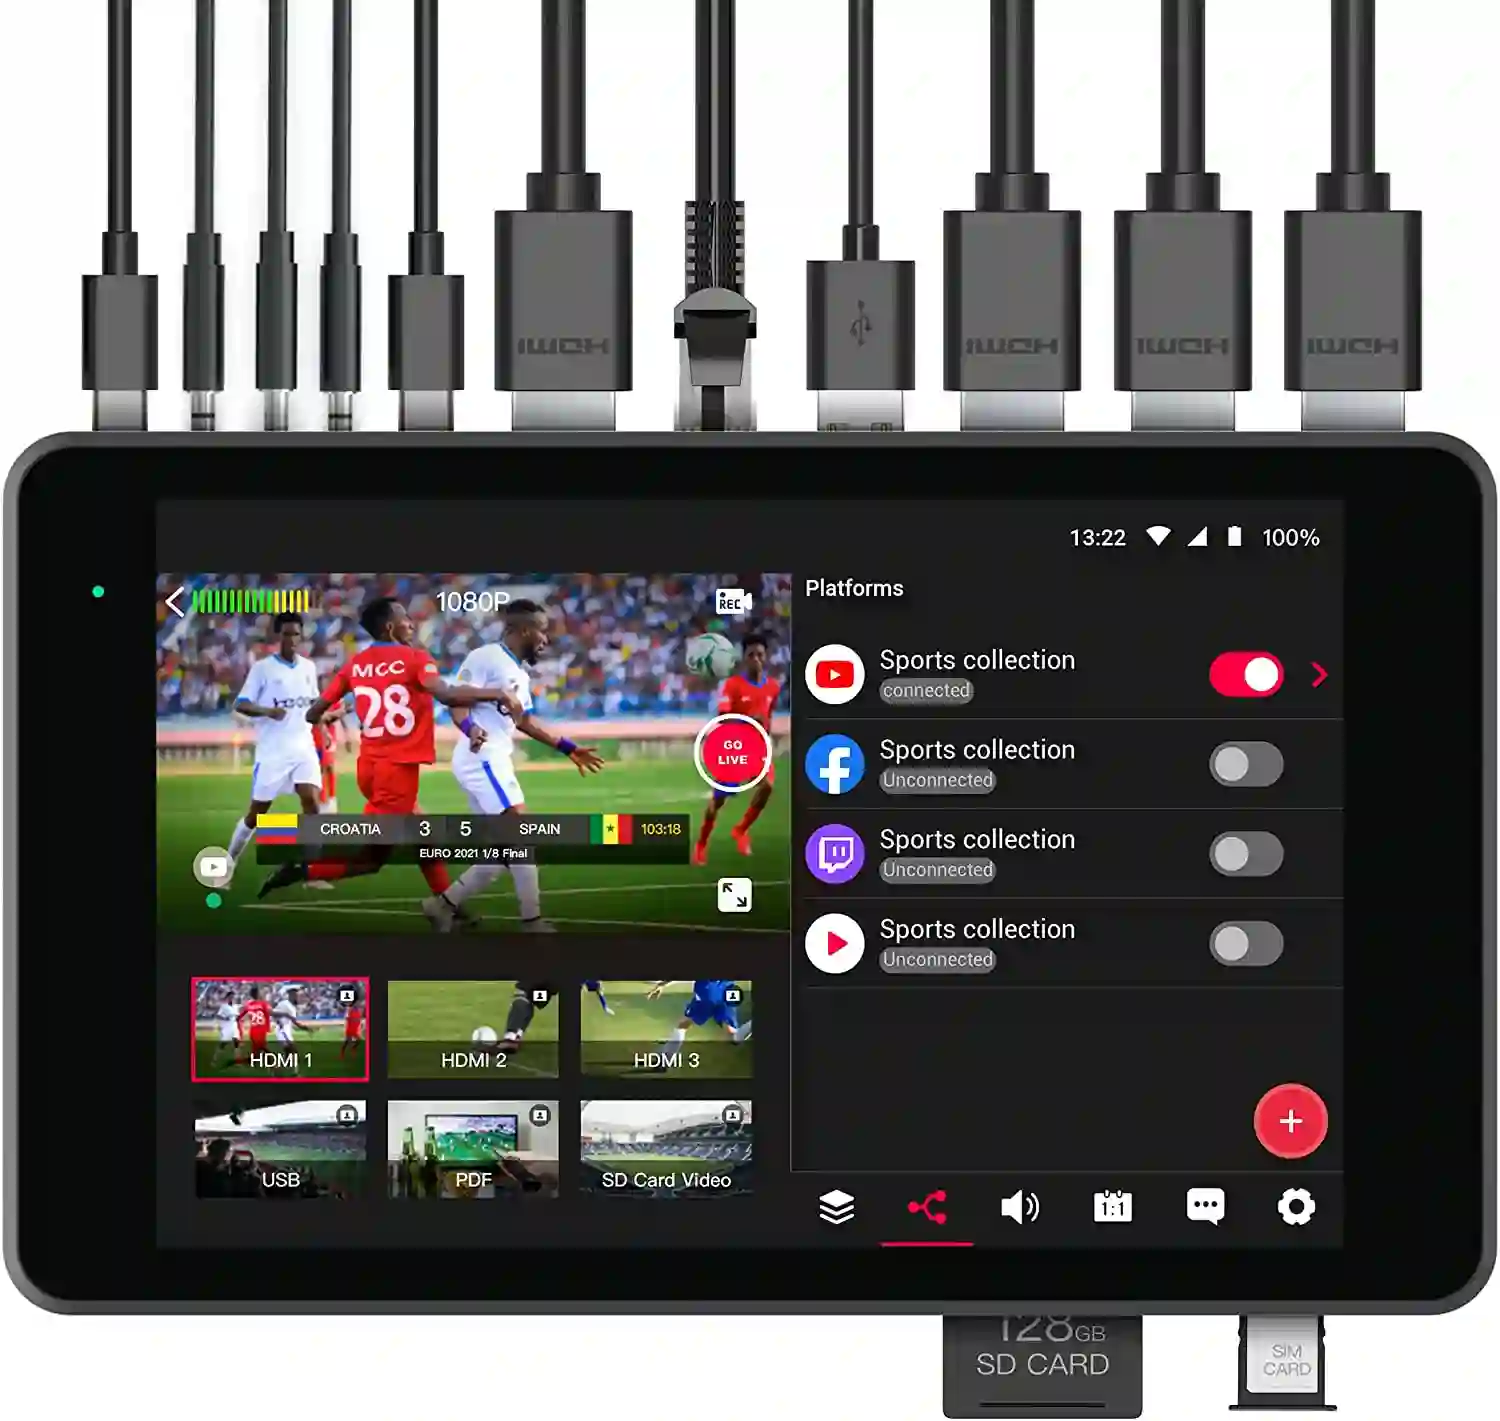 HDMI
HDMI
HDMI
HDMI
13:22 100%
1080P
REC
Platforms
MCC
28
GO
LIVE
Sports collection
connected
Sports collection
Unconnected
Sports collection
Unconnected
Sports collection
Unconnected
CROATIA 3 5 SPAIN 103:18
EURO 2021 1/8 Final
28
HDMI 1
HDMI 2
HDMI 3
USB
PDF
SD Card Video
1:1
128GB
SD CARD
SIM
CARD